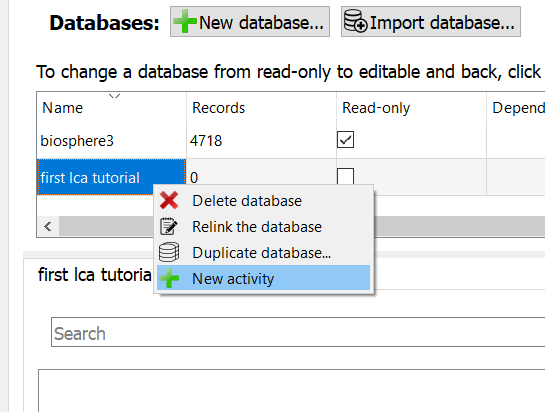 Databases: New database... Import database...
To change a database from read-only to editable and back, click
Name Records Read-only Depend
biosphere3 4718
first lca tutorial 0
Delete database
Relink the database
Duplicate database...
New activity
first lca tutoria
Search